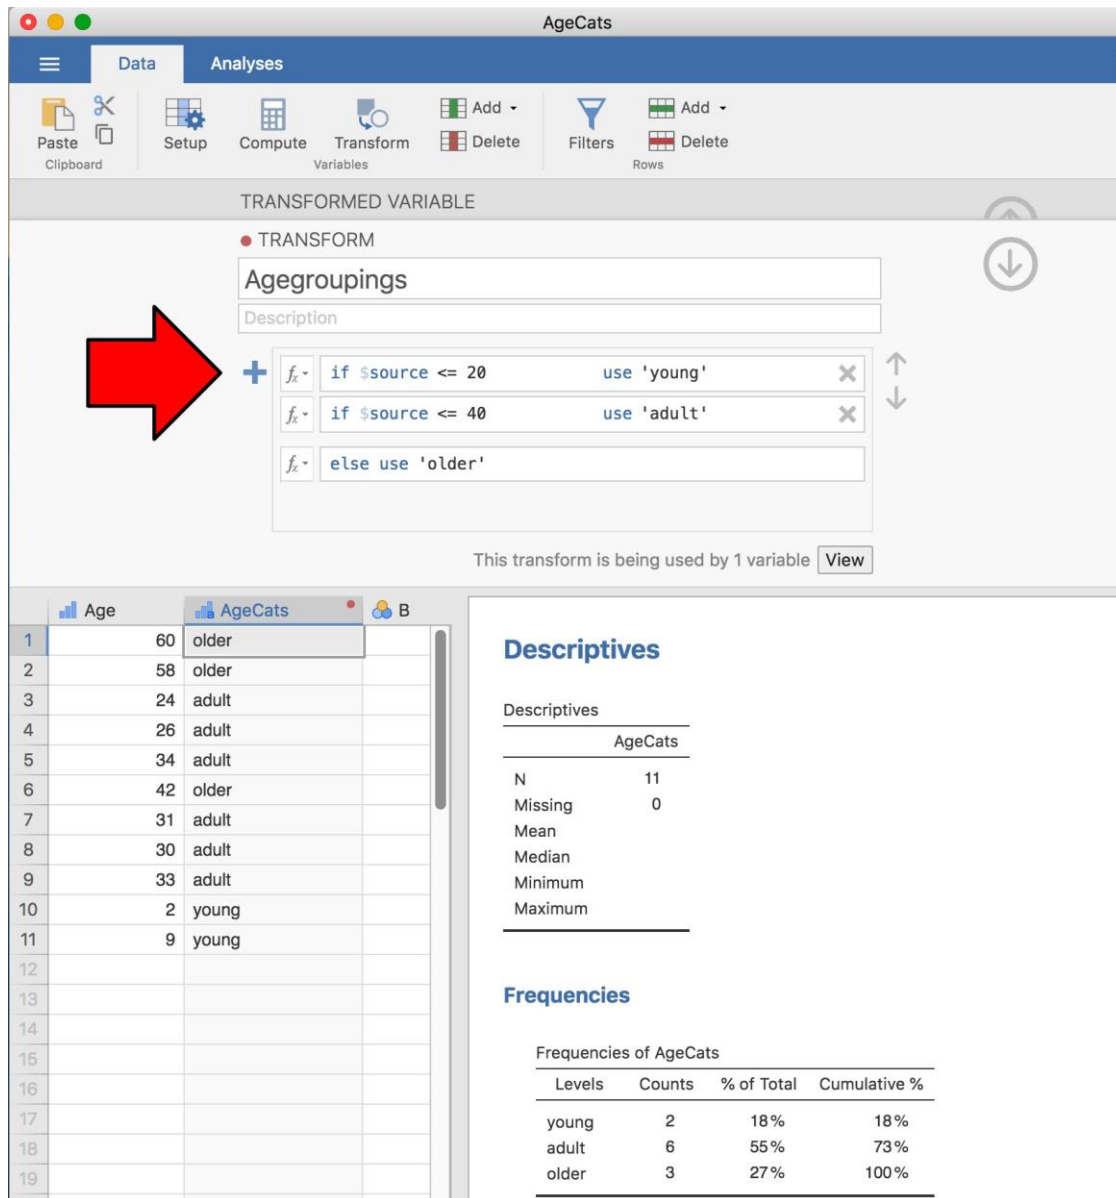 AgeCats
Data Analyses
Paste Setup Compute Transform Add Delete Filters Add Delete
Clipboard Variables Rows
TRANSFORMED VARIABLE
TRANSFORM
Agegroupings
Description
fx if $source <= 20 use 'young'
fx if $source <= 40 use 'adult'
fx else use 'older'
This transform is being used by 1 variable View
Age AgeCats B
1 60 older
2 58 older
3 24 adult
4 26 adult
5 34 adult
6 42 older
7 31 adult
8 30 adult
9 33 adult
10 2 young
11 9 young
12
13
14
15
16
17
18
19
Descriptives
Descriptives
AgeCats
N 11
Missing 0
Mean
Median
Minimum
Maximum
Frequencies
Frequencies of AgeCats
Levels Counts % of Total Cumulative %
young 2 18% 18%
adult 6 55% 73%
older 3 27% 100%